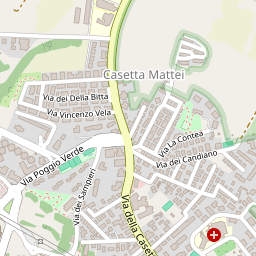 Casetta Mattei
Via dei Della Bitta
Via Vincenzo Vela
Via La Contea
Via dei Candiano
Via Poggio Verde
Via dei Sampieri
Via della Caset